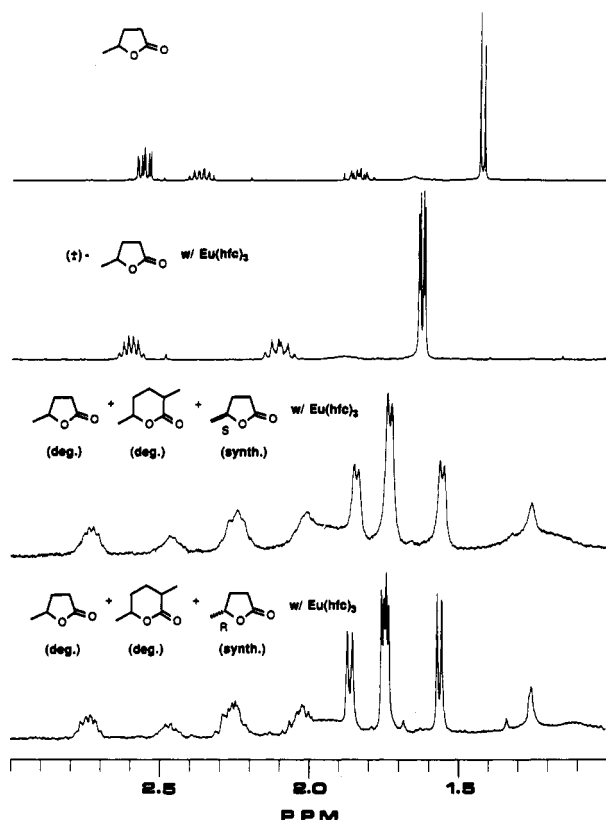 O O
(±)- O O w/ Eu(hfc)₃
+ + w/ Eu(hfc)₃
O O O O O O
S
(deg.) (deg.) (synth.)
+ + w/ Eu(hfc)₃
O O O O O O
R
(deg.) (deg.) (synth.)
2.5 2.0 1.5
PPM